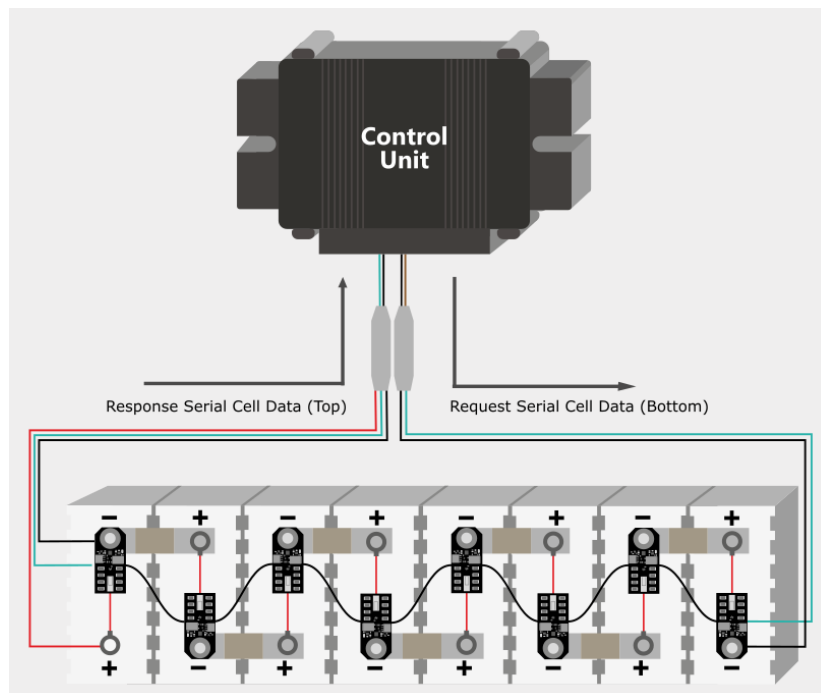 Control
Unit
Response Serial Cell Data (Top)
Request Serial Cell Data (Bottom)
− + − + − + − +
+ − + − + − + −